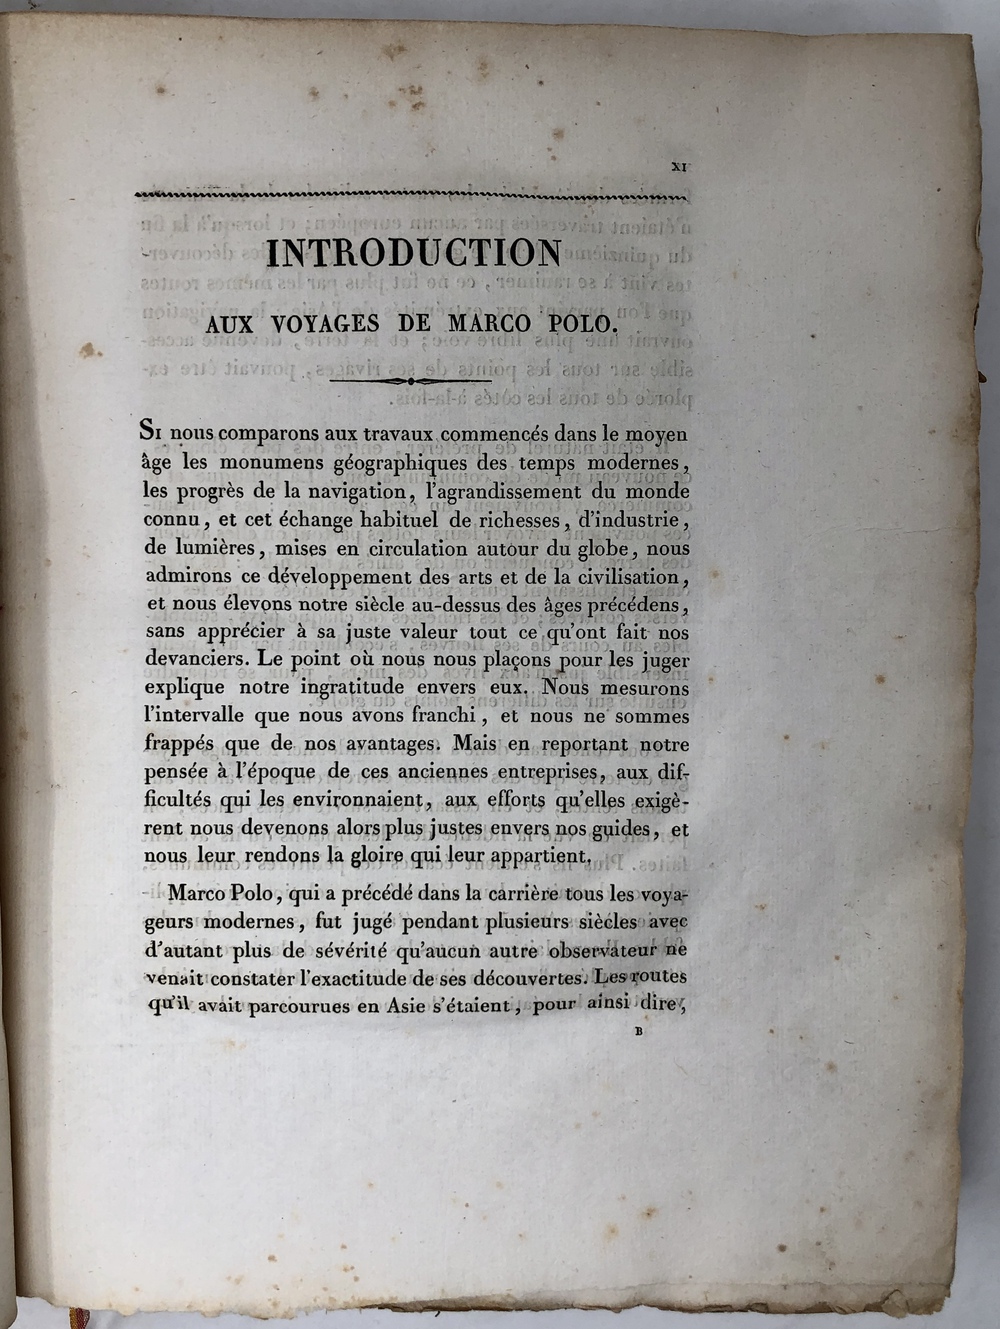 XI
INTRODUCTION
AUX VOYAGES DE MARCO POLO.
SI nous comparons aux travaux commencés dans le moyen
âge les monumens géographiques des temps modernes,
les progrès de la navigation, l'agrandissement du monde
connu, et cet échange habituel de richesses, d'industrie,
de lumières, mises en circulation autour du globe, nous
admirons ce développement des arts et de la civilisation,
et nous élevons notre siècle au-dessus des âges précédens,
sans apprécier à sa juste valeur tout ce qu'ont fait nos
devanciers. Le point où nous nous plaçons pour les juger
explique notre ingratitude envers eux. Nous mesurons
l'intervalle que nous avons franchi, et nous ne sommes
frappés que de nos avantages. Mais en reportant notre
pensée à l'époque de ces anciennes entreprises, aux dif-
ficultés qui les environnaient, aux efforts qu'elles exigè-
rent nous devenons alors plus justes envers nos guides, et
nous leur rendons la gloire qui leur appartient.
Marco Polo, qui a précédé dans la carrière tous les voya-
geurs modernes, fut jugé pendant plusieurs siècles avec
d'autant plus de sévérité qu'aucun autre observateur ne
venait constater l'exactitude de ses découvertes. Les routes
qu'il avait parcourues en Asie s'étaient, pour ainsi dire,
B